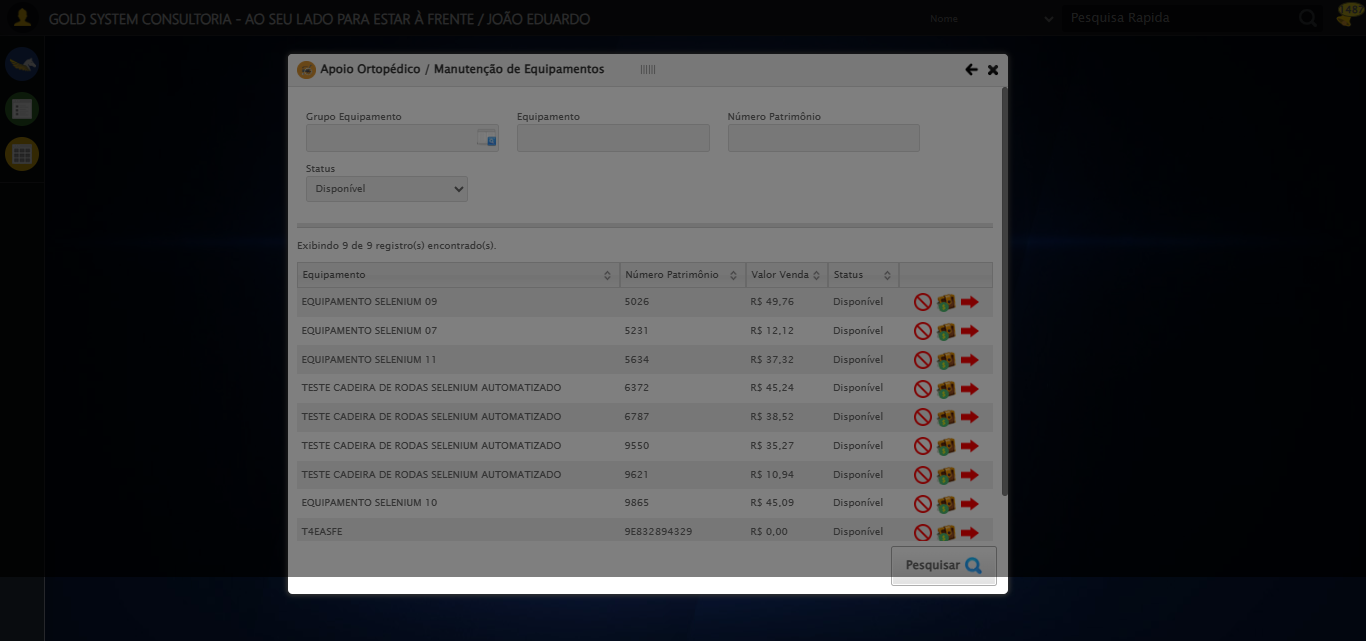 GOLD SYSTEM CONSULTORIA - AO SEU LADO PARA ESTAR À FRENTE / JOÃO EDUARDO
Nome
Pesquisa Rapida
Apoio Ortopédico / Manutenção de Equipamentos
Grupo Equipamento Equipamento Número Patrimônio
Status
Disponível
Exibindo 9 de 9 registro(s) encontrado(s).
Equipamento Número Patrimônio Valor Venda Status
EQUIPAMENTO SELENIUM 09 5026 R$ 49,76 Disponível
EQUIPAMENTO SELENIUM 07 5231 R$ 12,12 Disponível
EQUIPAMENTO SELENIUM 11 5634 R$ 37,32 Disponível
TESTE CADEIRA DE RODAS SELENIUM AUTOMATIZADO 6372 R$ 45,24 Disponível
TESTE CADEIRA DE RODAS SELENIUM AUTOMATIZADO 6787 R$ 38,52 Disponível
TESTE CADEIRA DE RODAS SELENIUM AUTOMATIZADO 9550 R$ 35,27 Disponível
TESTE CADEIRA DE RODAS SELENIUM AUTOMATIZADO 9621 R$ 10,94 Disponível
EQUIPAMENTO SELENIUM 10 9865 R$ 45,09 Disponível
T4EASFE 9E832894329 R$ 0,00 Disponível
Pesquisar